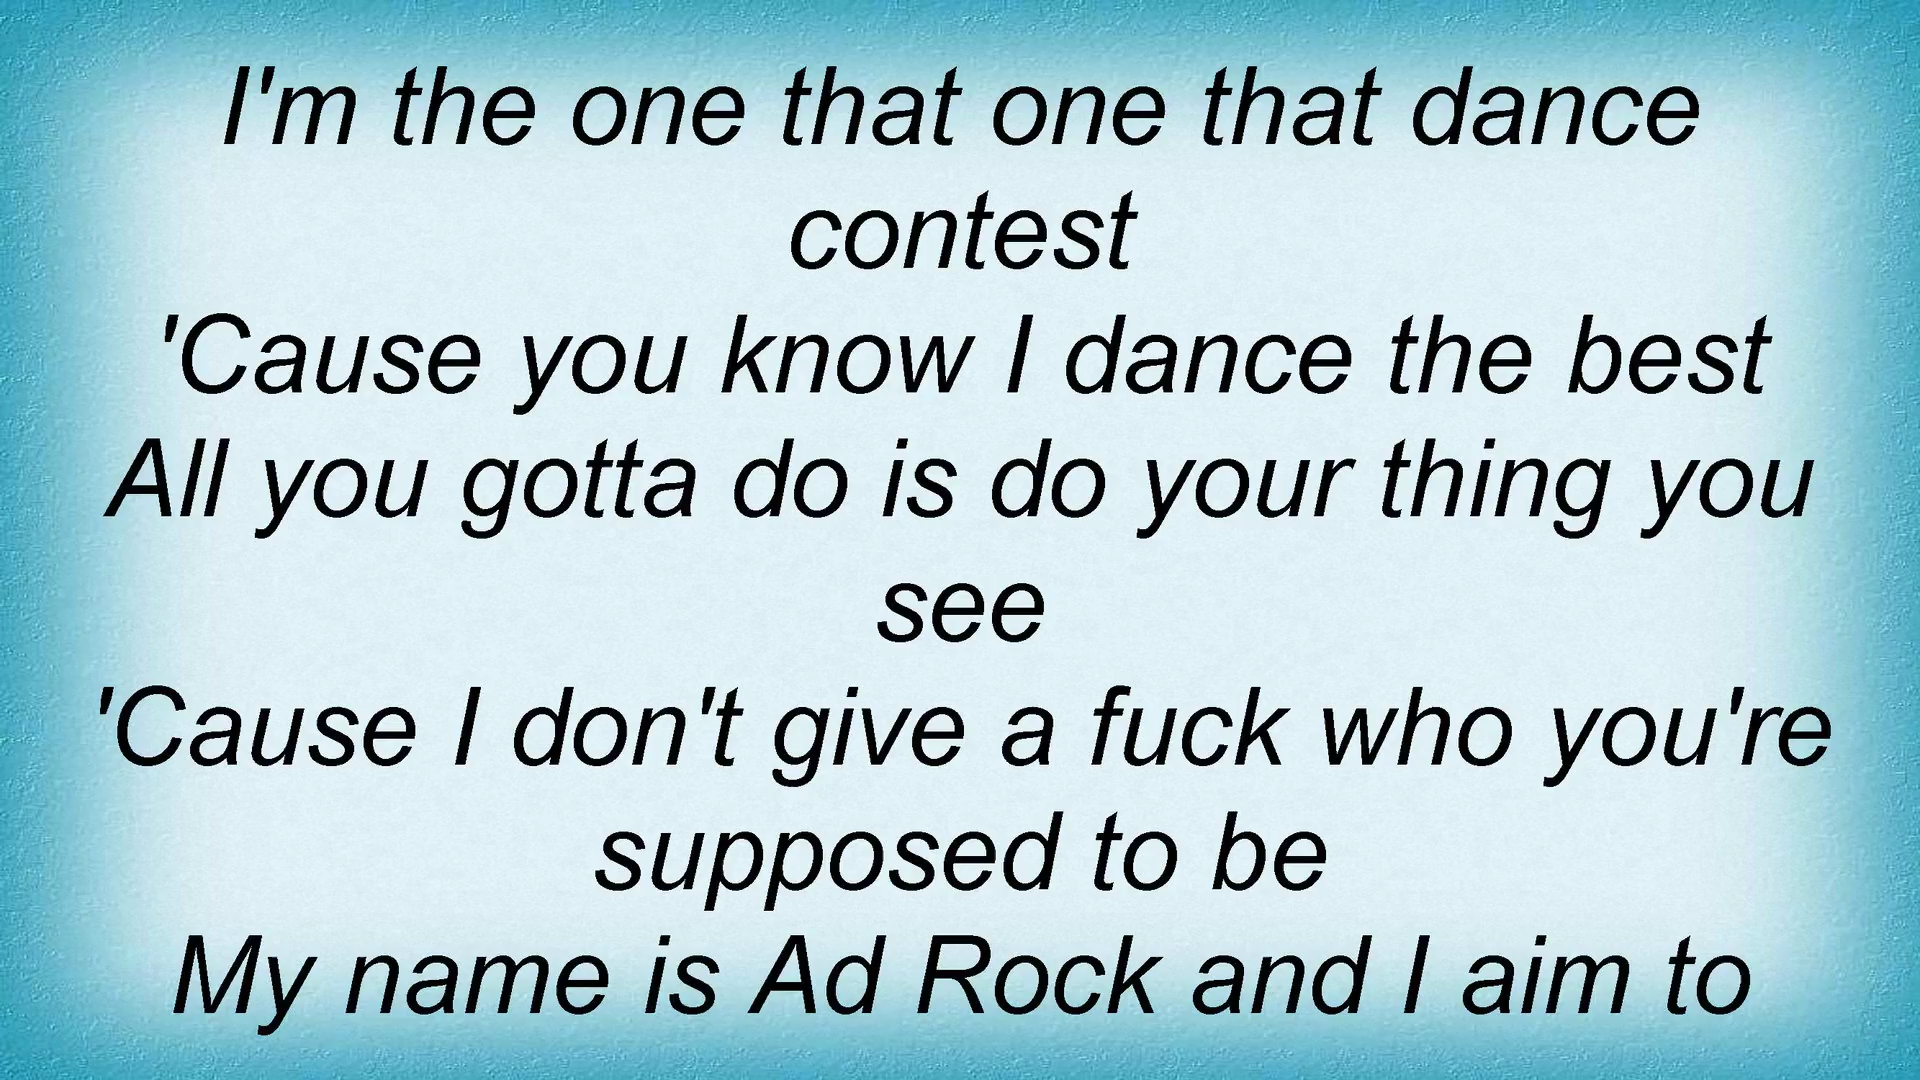 I'm the one that one that dance
contest
'Cause you know I dance the best
All you gotta do is do your thing you
see
'Cause I don't give a fuck who you're
supposed to be
My name is Ad Rock and I aim to